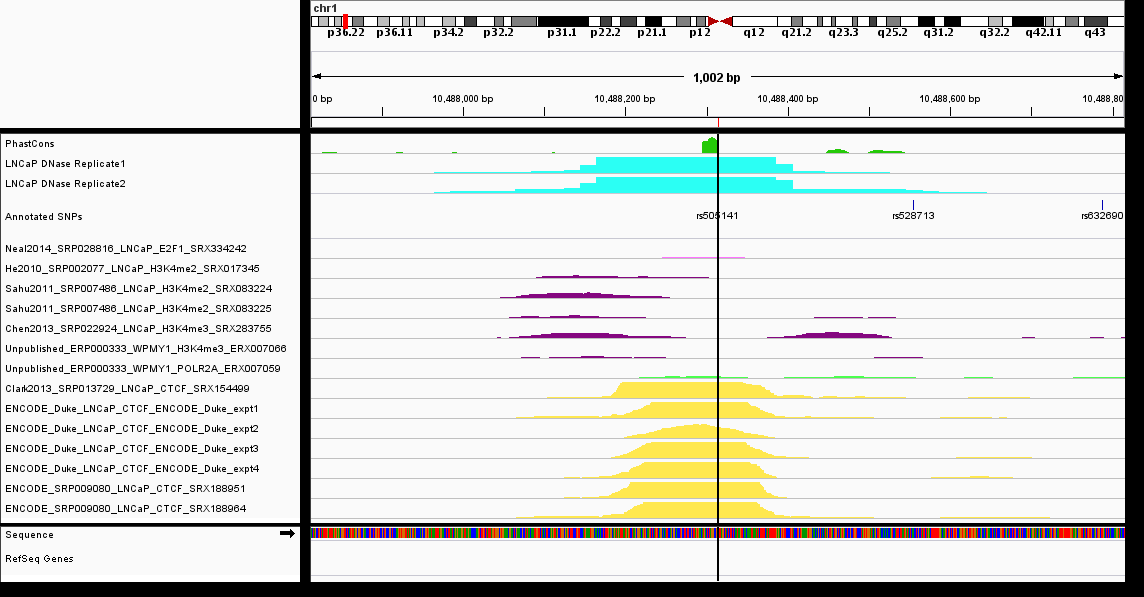 chr1
p36.22 p36.11 p34.2 p32.2 p31.1 p22.2 p21.1 p12 q12 q21.2 q23.3 q25.2 q31.2 q32.2 q42.11 q43
1,002 bp
0 bp 10,488,000 bp 10,488,200 bp 10,488,400 bp 10,488,600 bp 10,488,80
PhastCons
LNCaP DNase Replicate1
LNCaP DNase Replicate2
Annotated SNPs rs505141 rs528713 rs632690
Neal2014_SRP028816_LNCaP_E2F1_SRX334242
He2010_SRP002077_LNCaP_H3K4me2_SRX017345
Sahu2011_SRP007486_LNCaP_H3K4me2_SRX083224
Sahu2011_SRP007486_LNCaP_H3K4me2_SRX083225
Chen2013_SRP022924_LNCaP_H3K4me3_SRX283755
Unpublished_ERP000333_WPMY1_H3K4me3_ERX007066
Unpublished_ERP000333_WPMY1_POLR2A_ERX007059
Clark2013_SRP013729_LNCaP_CTCF_SRX154499
ENCODE_Duke_LNCaP_CTCF_ENCODE_Duke_expt1
ENCODE_Duke_LNCaP_CTCF_ENCODE_Duke_expt2
ENCODE_Duke_LNCaP_CTCF_ENCODE_Duke_expt3
ENCODE_Duke_LNCaP_CTCF_ENCODE_Duke_expt4
ENCODE_SRP009080_LNCaP_CTCF_SRX188951
ENCODE_SRP009080_LNCaP_CTCF_SRX188964
Sequence
RefSeq Genes